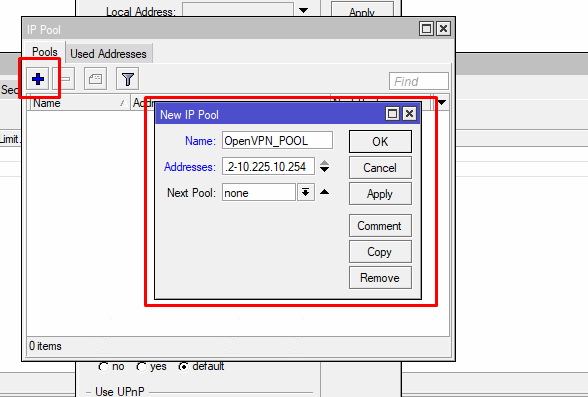 Local Address:
Apply
IP Pool
Pools Used Addresses
Sec
Find
Name
Addr
Limit.
New IP Pool
Name: OpenVPN_POOL
OK
Addresses: .2-10.225.10.254
Cancel
Next Pool: none
Apply
Comment
Copy
Remove
0 items
no yes default
Use UPnP